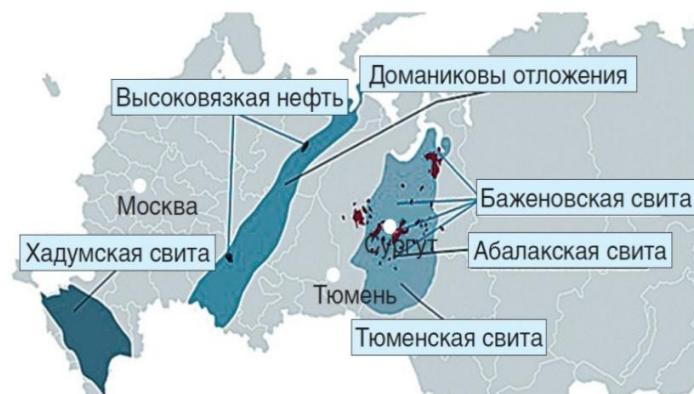 Доманиковы отложения
Высоковязкая нефть
Москва
Баженовская свита
Хадумская свита
Сургут
Абалакская свита
Тюмень
Тюменская свита